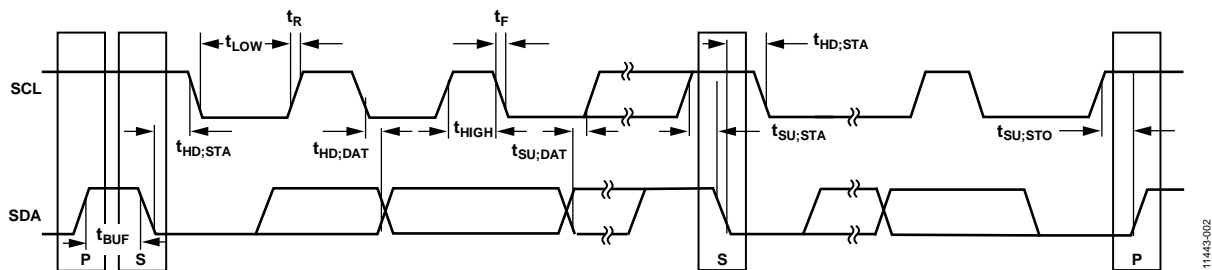 t_R
t_F
t_LOW
t_HD;STA
SCL
t_HD;STA
t_HD;DAT
t_HIGH
t_SU;DAT
t_SU;STA
t_SU;STO
SDA
t_BUF
P
S
S
P
11443-002